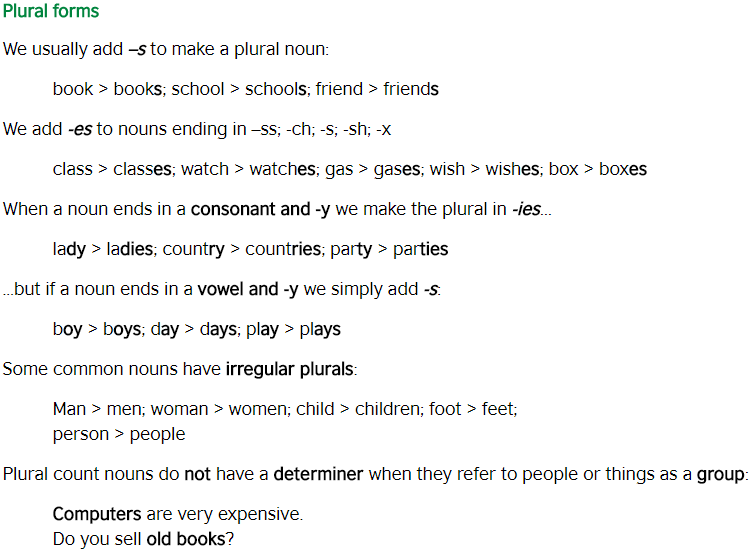 Plural forms
We usually add –s to make a plural noun:
book > books; school > schools; friend > friends
We add -es to nouns ending in –ss; -ch; -s; -sh; -x
class > classes; watch > watches; gas > gases; wish > wishes; box > boxes
When a noun ends in a consonant and -y we make the plural in -ies...
lady > ladies; country > countries; party > parties
...but if a noun ends in a vowel and -y we simply add -s:
boy > boys; day > days; play > plays
Some common nouns have irregular plurals:
Man > men; woman > women; child > children; foot > feet;
person > people
Plural count nouns do not have a determiner when they refer to people or things as a group:
Computers are very expensive.
Do you sell old books?